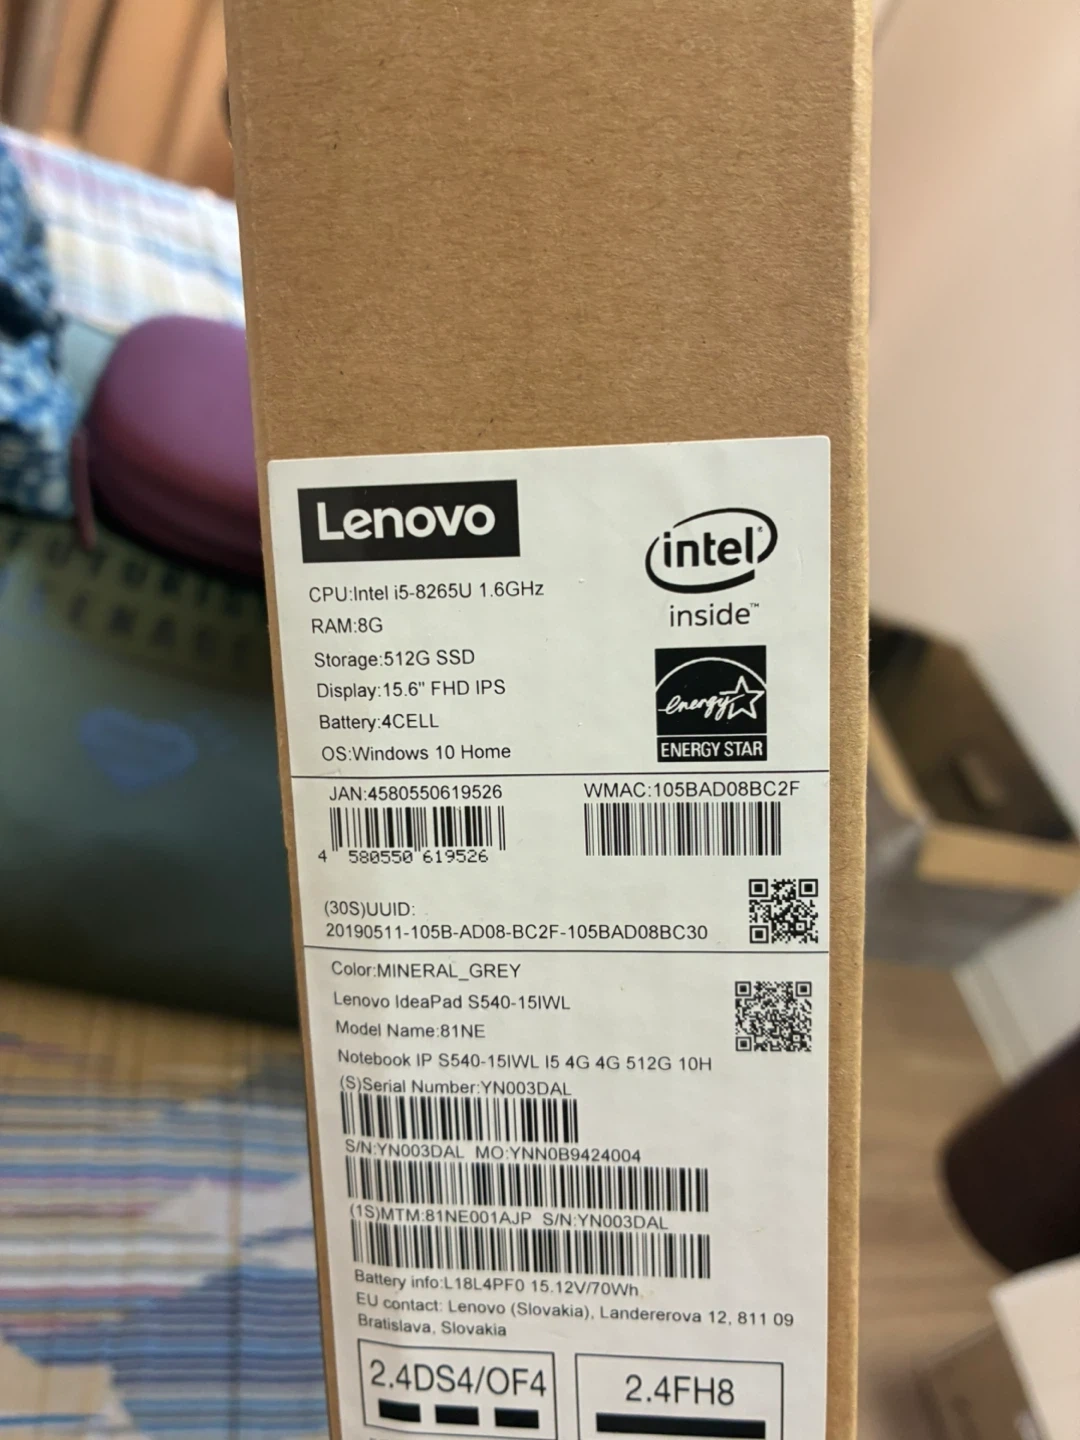 Lenovo
intel
inside™
CPU:Intel i5-8265U 1.6GHz
RAM:8G
Storage:512G SSD
Display:15.6" FHD IPS
Battery:4CELL
OS:Windows 10 Home
energy
ENERGY STAR
JAN:4580550619526
4 580550 619526
WMAC:105BAD08BC2F
(30S)UUID:
20190511-105B-AD08-BC2F-105BAD08BC30
Color:MINERAL_GREY
Lenovo IdeaPad S540-15IWL
Model Name:81NE
Notebook IP S540-15IWL I5 4G 4G 512G 10H
(S)Serial Number:YN003DAL
S/N:YN003DAL MO:YNN0B9424004
(1S)MTM:81NE001AJP S/N:YN003DAL
Battery info:L18L4PF0 15.12V/70Wh
EU contact: Lenovo (Slovakia), Landererova 12, 811 09
Bratislava, Slovakia
2.4DS4/OF4
2.4FH8